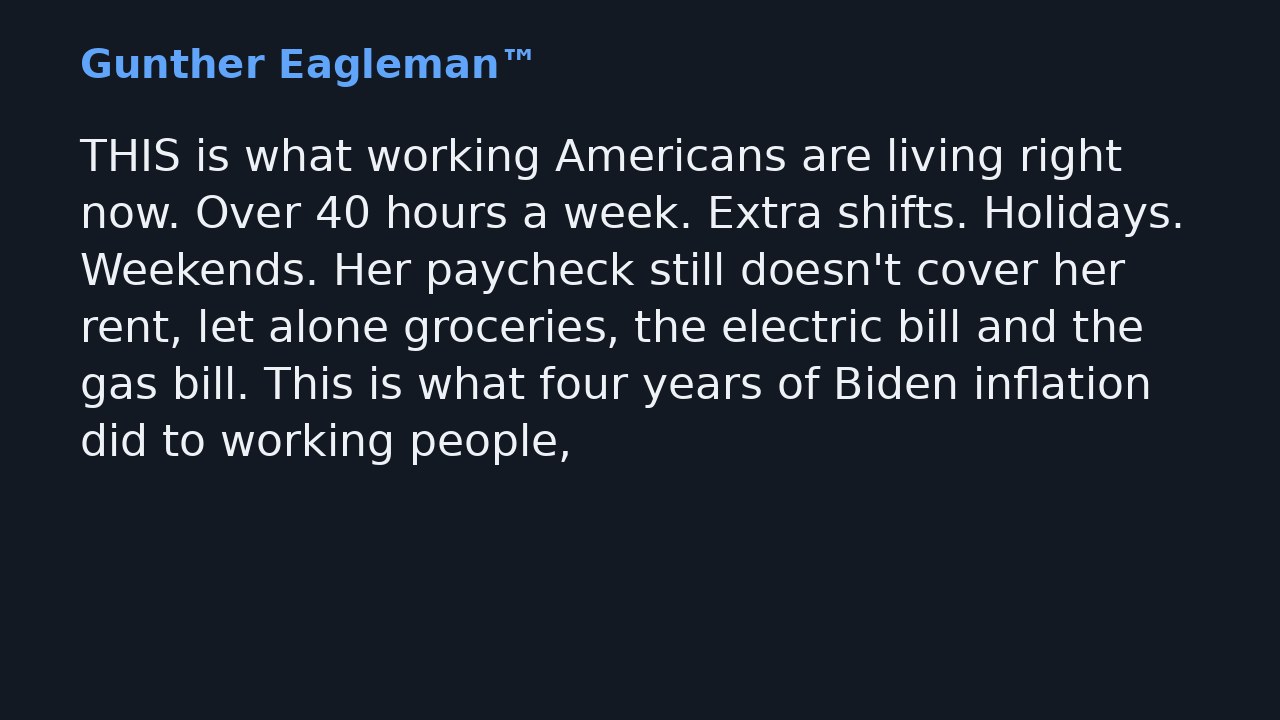 Gunther Eagleman™
THIS is what working Americans are living right
now. Over 40 hours a week. Extra shifts. Holidays.
Weekends. Her paycheck still doesn't cover her
rent, let alone groceries, the electric bill and the
gas bill. This is what four years of Biden inflation
did to working people,